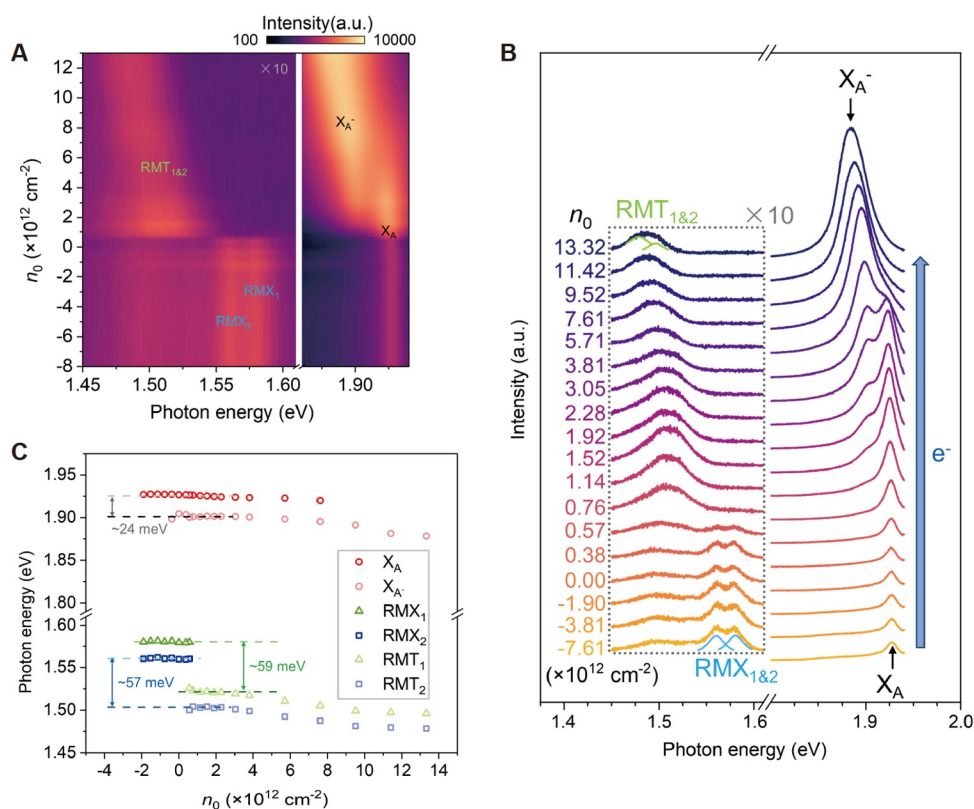 A
Intensity(a.u.)
100
10000
×10
12
10
8
6
4
2
0
-2
-4
-6
-8
n0 (×10^12 cm-2)
RMT1&2
RMX1
RMX2
XA-
XA
1.45
1.50
1.55
1.60
1.90
Photon energy (eV)
B
XA-
n0
RMT1&2
×10
13.32
11.42
9.52
7.61
5.71
3.81
3.05
2.28
1.92
1.52
1.14
0.76
0.57
0.38
0.00
-1.90
-3.81
-7.61
(×10^12 cm-2)
RMX1&2
XA
e-
Intensity (a.u.)
1.4
1.5
1.6
1.9
2.0
Photon energy (eV)
C
1.95
1.90
1.85
1.80
1.60
1.55
1.50
1.45
Photon energy (eV)
~24 meV
~57 meV
~59 meV
XA
XA-
RMX1
RMX2
RMT1
RMT2
-4
-2
0
2
4
6
8
10
12
14
n0 (×10^12 cm-2)